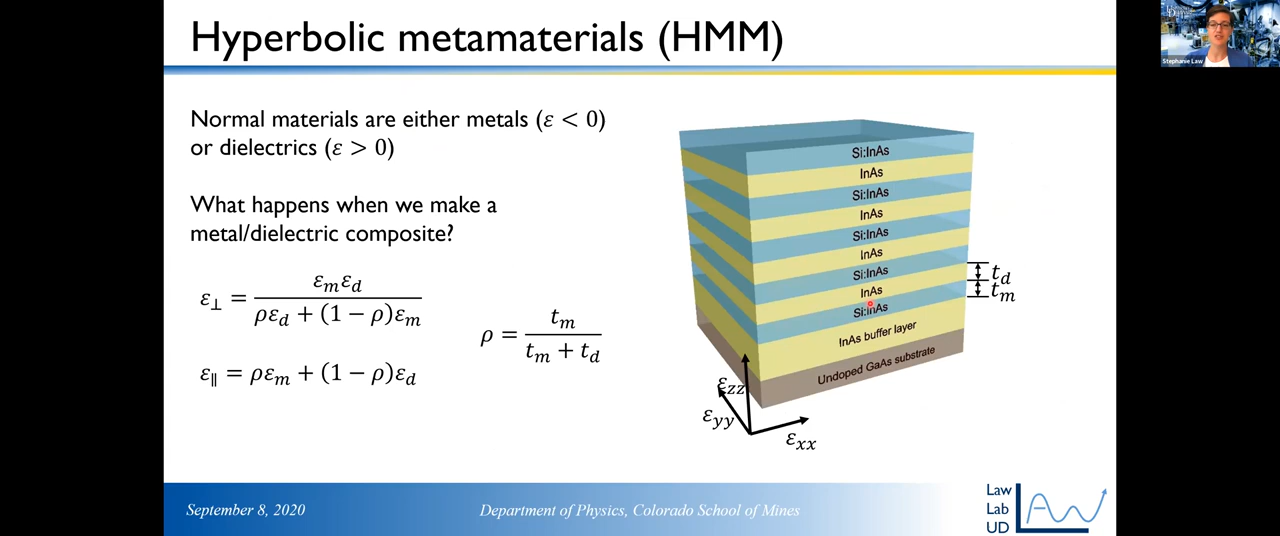 Hyperbolic metamaterials (HMM)
Stephanie Law
Normal materials are either metals (ε < 0)
or dielectrics (ε > 0)
What happens when we make a
metal/dielectric composite?
ε⊥ = εmεd / ρεd + (1 − ρ)εm
ρ = tm / tm + td
ε∥ = ρεm + (1 − ρ)εd
Si:InAs
InAs
Si:InAs
InAs
Si:InAs
InAs
Si:InAs
InAs
Si:InAs
InAs buffer layer
Undoped GaAs substrate
td
tm
εzz
εyy
εxx
September 8, 2020
Department of Physics, Colorado School of Mines
Law
Lab
UD